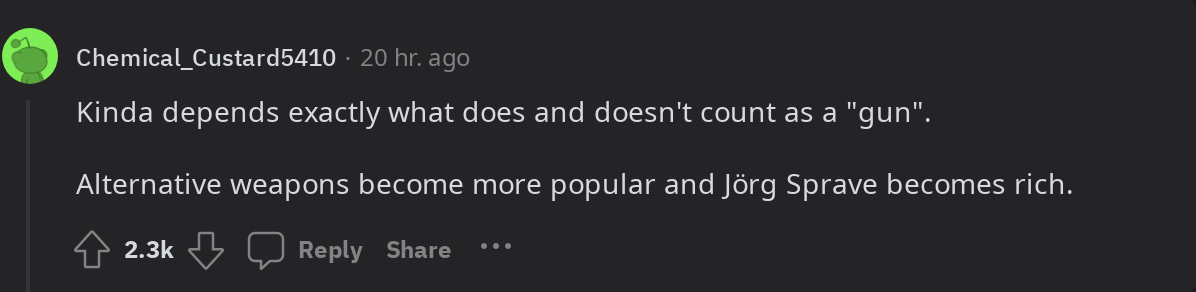 Chemical_Custard5410 · 20 hr. ago
Kinda depends exactly what does and doesn't count as a "gun".
Alternative weapons become more popular and Jörg Sprave becomes rich.
2.3k Reply Share ···